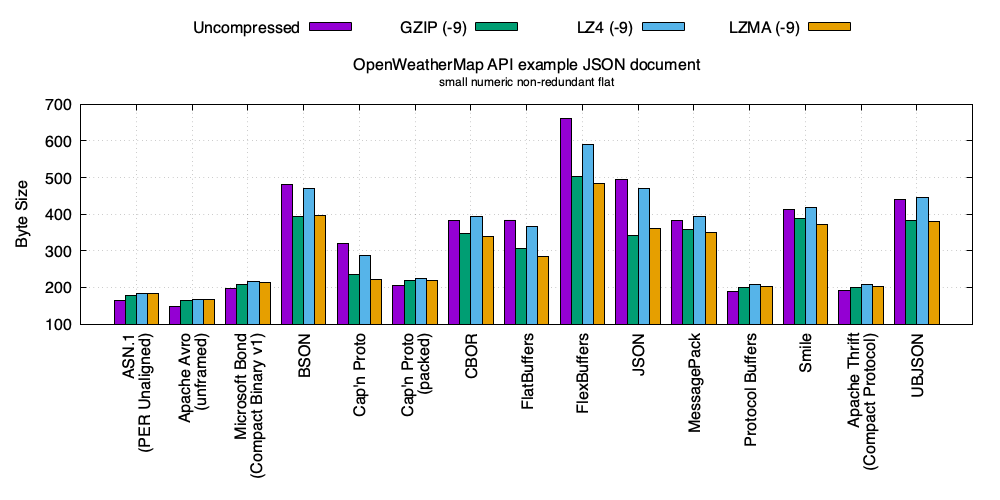 Uncompressed GZIP (-9) LZ4 (-9) LZMA (-9)
OpenWeatherMap API example JSON document
small numeric non-redundant flat
Byte Size
700
600
500
400
300
200
100
ASN.1
(PER Unaligned)
Apache Avro
(unframed)
Microsoft Bond
(Compact Binary v1)
BSON
Cap'n Proto
Cap'n Proto
(packed)
CBOR
FlatBuffers
FlexBuffers
JSON
MessagePack
Protocol Buffers
Smile
Apache Thrift
(Compact Protocol)
UBJSON